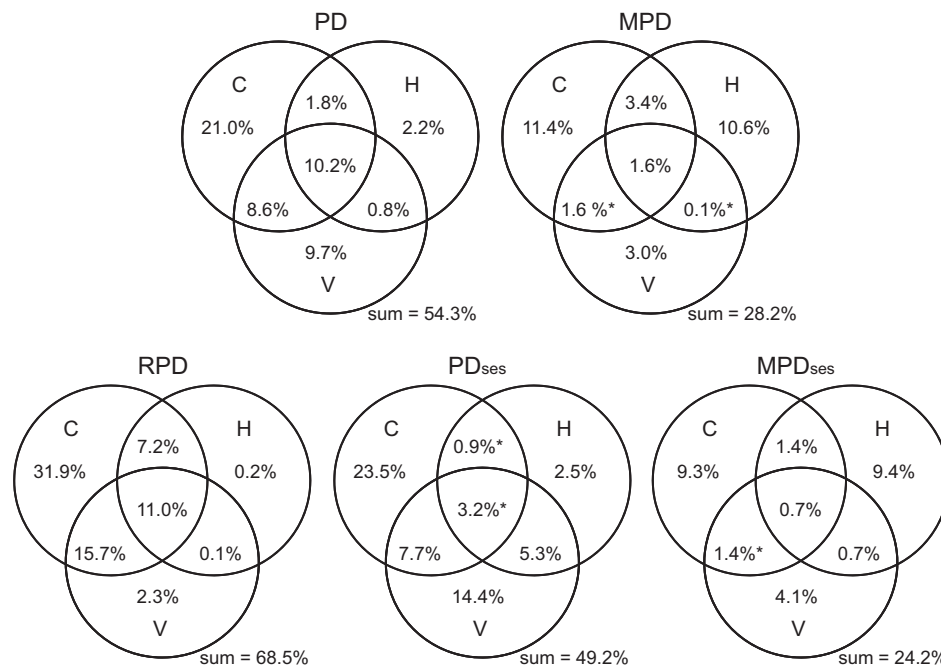 PD
C
H
1.8%
21.0%
2.2%
10.2%
8.6%
0.8%
9.7%
V
sum = 54.3%
MPD
C
H
3.4%
11.4%
10.6%
1.6%
1.6 %*
0.1%*
3.0%
V
sum = 28.2%
RPD
C
H
7.2%
31.9%
0.2%
11.0%
15.7%
0.1%
2.3%
V
sum = 68.5%
PDses
C
H
0.9%*
23.5%
2.5%
3.2%*
7.7%
5.3%
14.4%
V
sum = 49.2%
MPDses
C
H
1.4%
9.3%
9.4%
0.7%
1.4%*
0.7%
4.1%
V
sum = 24.2%